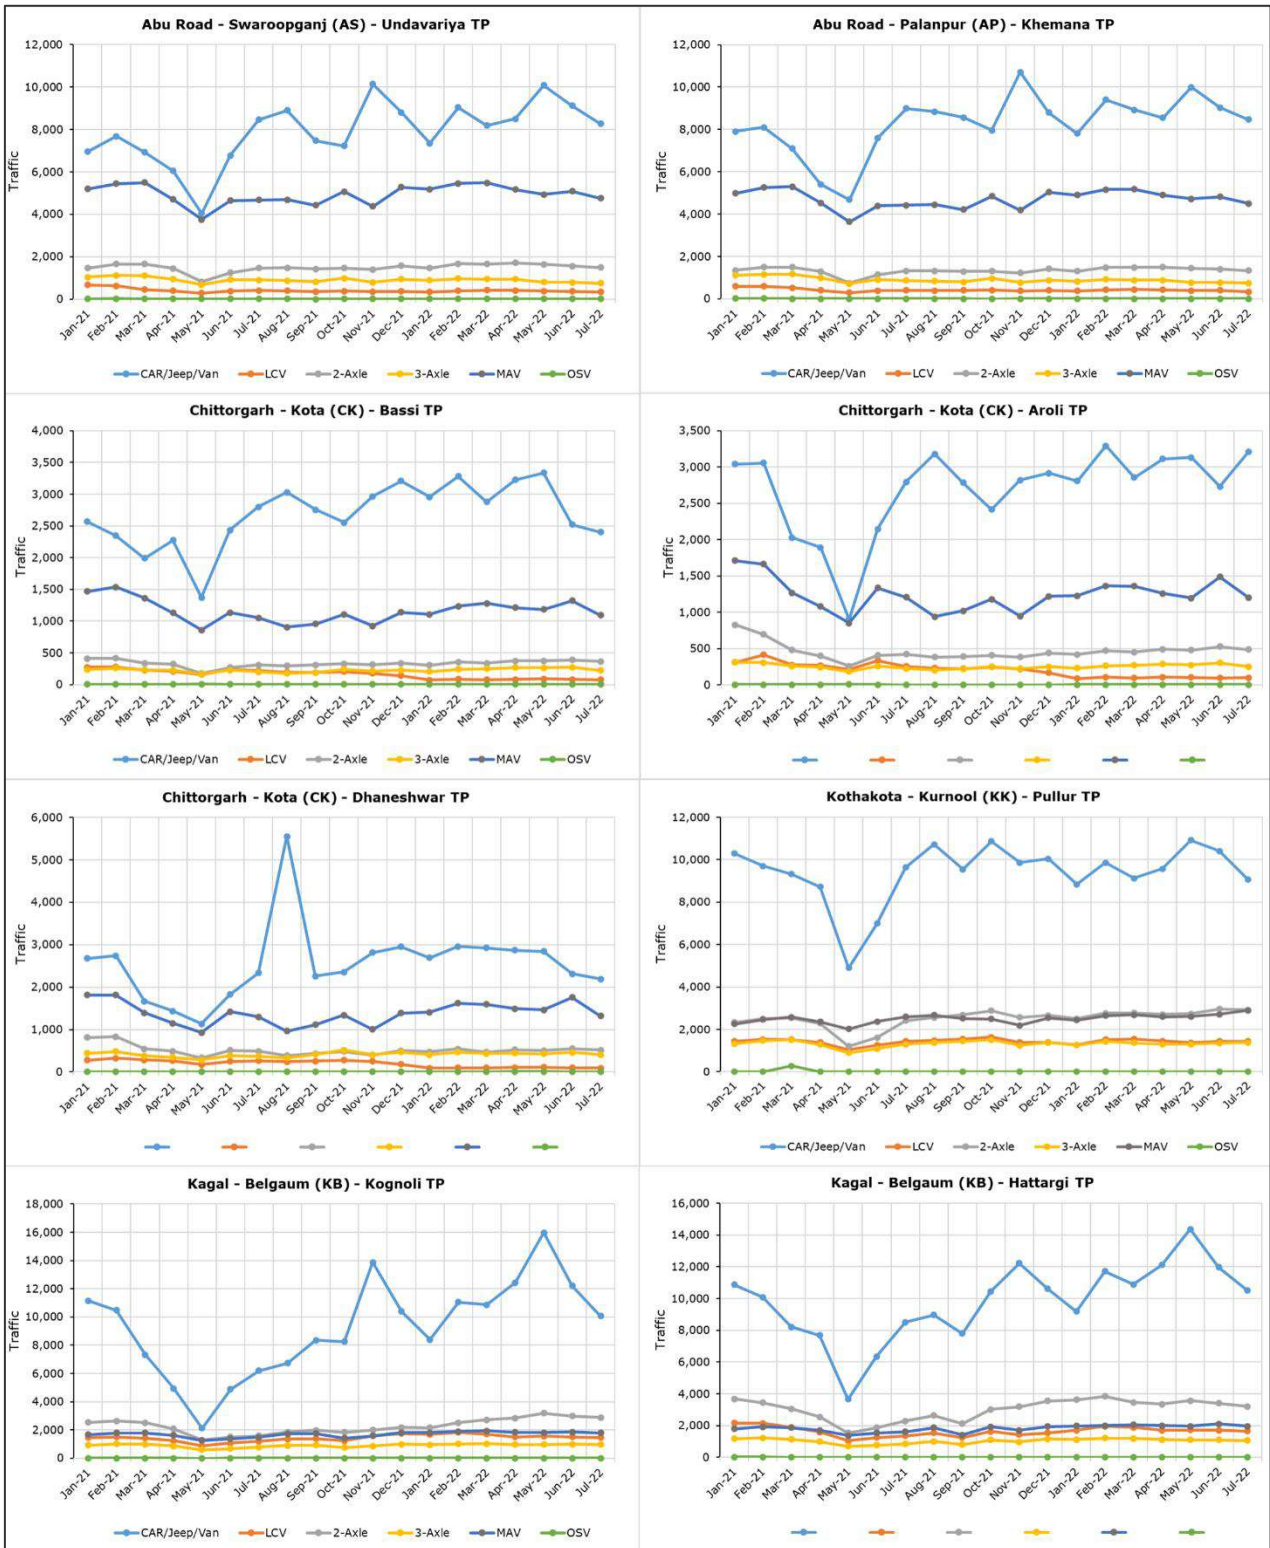 Abu Road - Swaroopganj (AS) - Undavariya TP
12,000
10,000
8,000
6,000
4,000
2,000
0
Traffic
Jan-21 Feb-21 Mar-21 Apr-21 May-21 Jun-21 Jul-21 Aug-21 Sep-21 Oct-21 Nov-21 Dec-21 Jan-22 Feb-22 Mar-22 Apr-22 May-22 Jun-22 Jul-22
CAR/Jeep/Van LCV 2-Axle 3-Axle MAV OSV
Abu Road - Palanpur (AP) - Khemana TP
12,000
10,000
8,000
6,000
4,000
2,000
0
Traffic
Jan-21 Feb-21 Mar-21 Apr-21 May-21 Jun-21 Jul-21 Aug-21 Sep-21 Oct-21 Nov-21 Dec-21 Jan-22 Feb-22 Mar-22 Apr-22 May-22 Jun-22 Jul-22
CAR/Jeep/Van LCV 2-Axle 3-Axle MAV OSV
Chittorgarh - Kota (CK) - Bassi TP
4,000
3,500
3,000
2,500
2,000
1,500
1,000
500
0
Traffic
Jan-21 Feb-21 Mar-21 Apr-21 May-21 Jun-21 Jul-21 Aug-21 Sep-21 Oct-21 Nov-21 Dec-21 Jan-22 Feb-22 Mar-22 Apr-22 May-22 Jun-22 Jul-22
CAR/Jeep/Van LCV 2-Axle 3-Axle MAV OSV
Chittorgarh - Kota (CK) - Aroli TP
3,500
3,000
2,500
2,000
1,500
1,000
500
0
Traffic
Jan-21 Feb-21 Mar-21 Apr-21 May-21 Jun-21 Jul-21 Aug-21 Sep-21 Oct-21 Nov-21 Dec-21 Jan-22 Feb-22 Mar-22 Apr-22 May-22 Jun-22 Jul-22
Chittorgarh - Kota (CK) - Dhaneshwar TP
6,000
5,000
4,000
3,000
2,000
1,000
0
Traffic
Jan-21 Feb-21 Mar-21 Apr-21 May-21 Jun-21 Jul-21 Aug-21 Sep-21 Oct-21 Nov-21 Dec-21 Jan-22 Feb-22 Mar-22 Apr-22 May-22 Jun-22 Jul-22
Kothakota - Kurnool (KK) - Pullur TP
12,000
10,000
8,000
6,000
4,000
2,000
0
Traffic
Jan-21 Feb-21 Mar-21 Apr-21 May-21 Jun-21 Jul-21 Aug-21 Sep-21 Oct-21 Nov-21 Dec-21 Jan-22 Feb-22 Mar-22 Apr-22 May-22 Jun-22 Jul-22
CAR/Jeep/Van LCV 2-Axle 3-Axle MAV OSV
Kagal - Belgaum (KB) - Kognoli TP
18,000
16,000
14,000
12,000
10,000
8,000
6,000
4,000
2,000
0
Traffic
Jan-21 Feb-21 Mar-21 Apr-21 May-21 Jun-21 Jul-21 Aug-21 Sep-21 Oct-21 Nov-21 Dec-21 Jan-22 Feb-22 Mar-22 Apr-22 May-22 Jun-22 Jul-22
CAR/Jeep/Van LCV 2-Axle 3-Axle MAV OSV
Kagal - Belgaum (KB) - Hattargi TP
16,000
14,000
12,000
10,000
8,000
6,000
4,000
2,000
0
Traffic
Jan-21 Feb-21 Mar-21 Apr-21 May-21 Jun-21 Jul-21 Aug-21 Sep-21 Oct-21 Nov-21 Dec-21 Jan-22 Feb-22 Mar-22 Apr-22 May-22 Jun-22 Jul-22